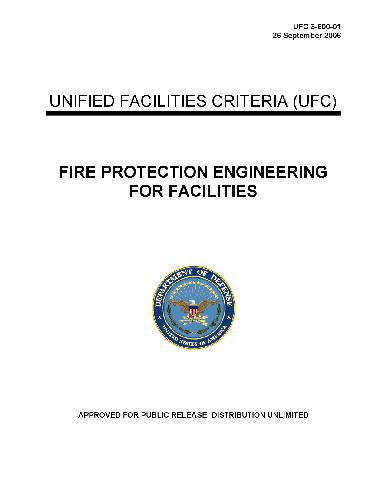 UFC 3-600-01
26 September 2006
UNIFIED FACILITIES CRITERIA (UFC)
FIRE PROTECTION ENGINEERING
FOR FACILITIES
DEPARTMENT OF DEFENSE
UNITED STATES OF AMERICA
APPROVED FOR PUBLIC RELEASE: DISTRIBUTION UNLIMITED